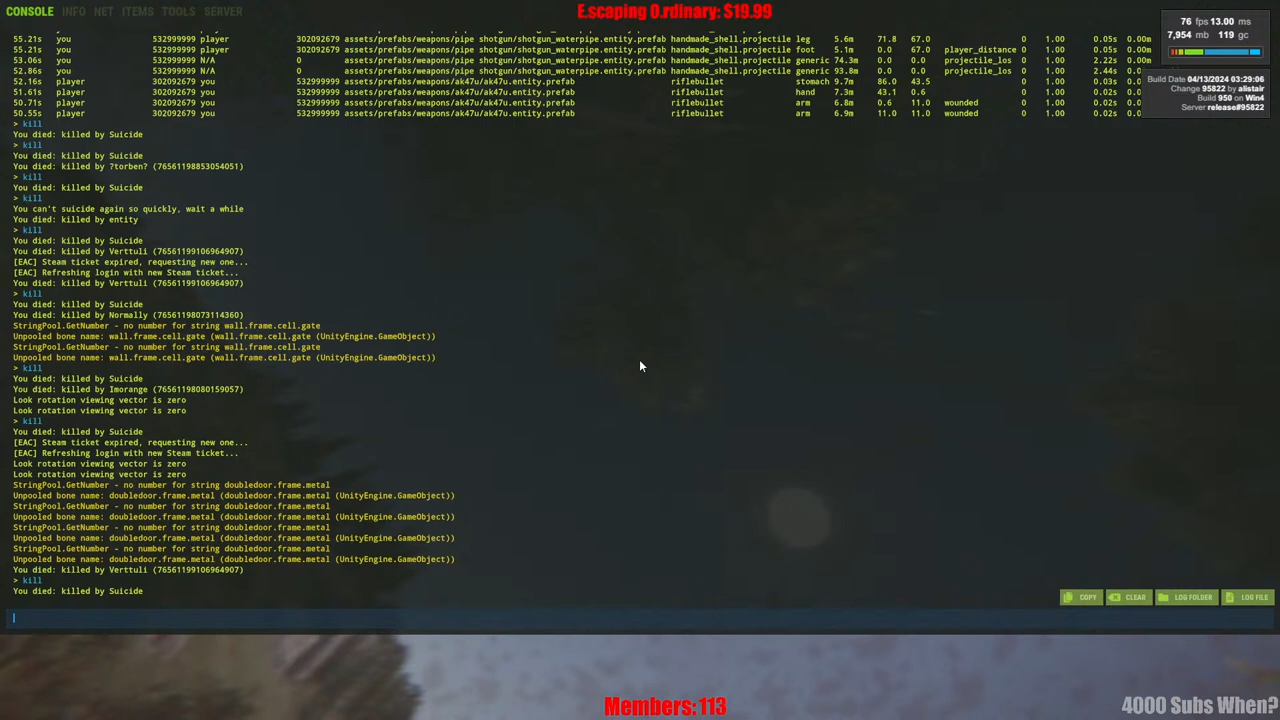 CONSOLE INFO NET ITEMS TOOLS SERVER
E.scaping O.rdinary: $19.99
76 fps 13.00 ms
7,954 mb 119 gc
Build Date 04/13/2024 03:29:06
Change 95822 by alistair
Build 950 on Win4
Server release#95822
55.21s you 532999999 player 302092679 assets/prefabs/weapons/pipe shotgun/shotgun_waterpipe.entity.prefab handmade_shell.projectile leg 5.6m 71.8 67.0 0 1.00 0.05s 0.00m
55.21s you 532999999 player 302092679 assets/prefabs/weapons/pipe shotgun/shotgun_waterpipe.entity.prefab handmade_shell.projectile foot 5.1m 0.0 67.0 player_distance 0 1.00 0.05s 0.00m
53.06s you 532999999 N/A 0 assets/prefabs/weapons/pipe shotgun/shotgun_waterpipe.entity.prefab handmade_shell.projectile generic 74.3m 0.0 0.0 projectile_los 0 1.00 2.22s 0.00m
52.86s you 532999999 N/A 0 assets/prefabs/weapons/pipe shotgun/shotgun_waterpipe.entity.prefab handmade_shell.projectile generic 93.8m 0.0 0.0 projectile_los 0 1.00 2.44s 0.00m
52.16s player 302092679 you 532999999 assets/prefabs/weapons/ak47u/ak47u.entity.prefab riflebullet stomach 9.7m 86.0 43.5 0 1.00 0.03s 0.00m
51.61s player 302092679 you 532999999 assets/prefabs/weapons/ak47u/ak47u.entity.prefab riflebullet hand 7.3m 43.1 0.6 0 1.00 0.02s 0.00m
50.71s player 302092679 you 532999999 assets/prefabs/weapons/ak47u/ak47u.entity.prefab riflebullet arm 6.8m 0.6 11.0 wounded 0 1.00 0.02s 0.00m
50.55s player 302092679 you 532999999 assets/prefabs/weapons/ak47u/ak47u.entity.prefab riflebullet arm 6.9m 11.0 11.0 wounded 0 1.00 0.02s 0.00m
> kill
You died: killed by Suicide
> kill
You died: killed by Suicide
You died: killed by ?torben? (76561198853054051)
> kill
You died: killed by Suicide
> kill
You can't suicide again so quickly, wait a while
You died: killed by entity
> kill
You died: killed by Suicide
You died: killed by Verttuli (76561199106964907)
[EAC] Steam ticket expired, requesting new one...
[EAC] Refreshing login with new Steam ticket...
You died: killed by Verttuli (76561199106964907)
> kill
You died: killed by Suicide
You died: killed by Normally (76561198073114360)
StringPool.GetNumber - no number for string wall.frame.cell.gate
Unpooled bone name: wall.frame.cell.gate (wall.frame.cell.gate (UnityEngine.GameObject))
StringPool.GetNumber - no number for string wall.frame.cell.gate
Unpooled bone name: wall.frame.cell.gate (wall.frame.cell.gate (UnityEngine.GameObject))
> kill
You died: killed by Suicide
You died: killed by Imorange (76561198080159057)
Look rotation viewing vector is zero
Look rotation viewing vector is zero
> kill
You died: killed by Suicide
[EAC] Steam ticket expired, requesting new one...
[EAC] Refreshing login with new Steam ticket...
Look rotation viewing vector is zero
Look rotation viewing vector is zero
StringPool.GetNumber - no number for string doubledoor.frame.metal
Unpooled bone name: doubledoor.frame.metal (doubledoor.frame.metal (UnityEngine.GameObject))
StringPool.GetNumber - no number for string doubledoor.frame.metal
Unpooled bone name: doubledoor.frame.metal (doubledoor.frame.metal (UnityEngine.GameObject))
StringPool.GetNumber - no number for string doubledoor.frame.metal
Unpooled bone name: doubledoor.frame.metal (doubledoor.frame.metal (UnityEngine.GameObject))
StringPool.GetNumber - no number for string doubledoor.frame.metal
Unpooled bone name: doubledoor.frame.metal (doubledoor.frame.metal (UnityEngine.GameObject))
You died: killed by Verttuli (76561199106964907)
> kill
You died: killed by Suicide
COPY CLEAR LOG FOLDER LOG FILE
Members: 113
4000 Subs When?